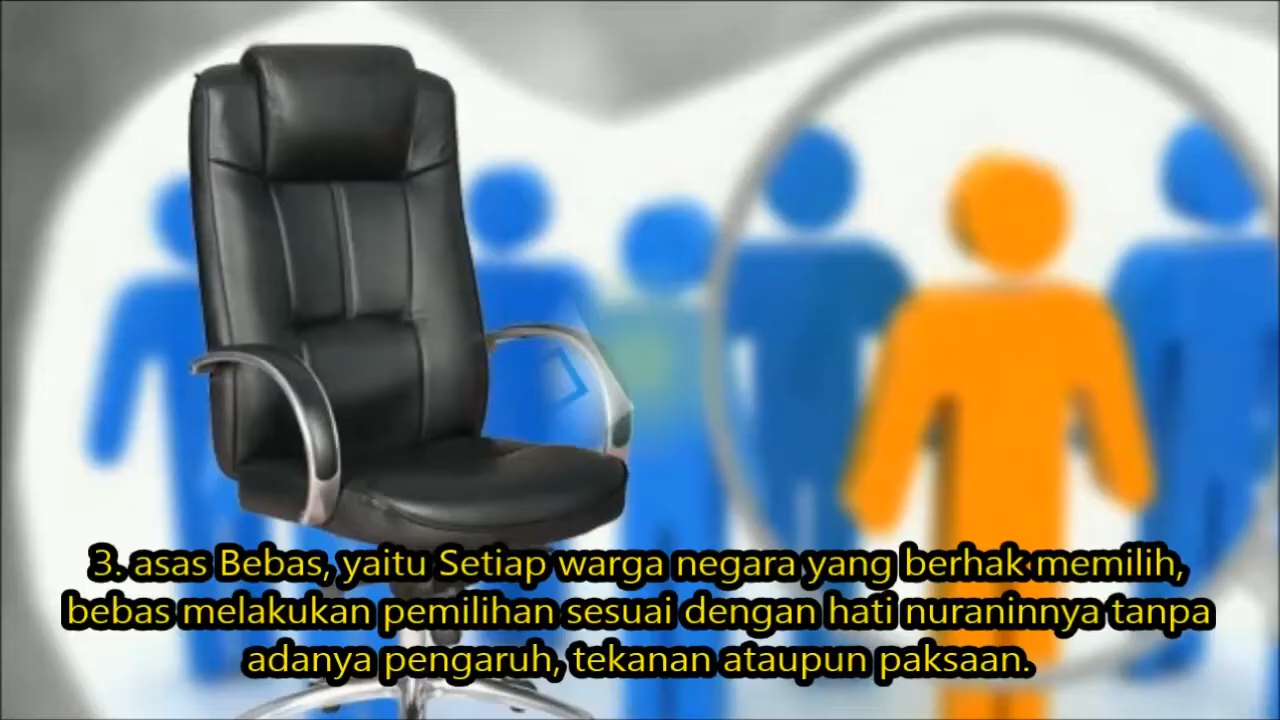 3. asas Bebas, yaitu Setiap warga negara yang berhak memilih,
bebas melakukan pemilihan sesuai dengan hati nuraninnya tanpa
adanya pengaruh, tekanan ataupun paksaan.